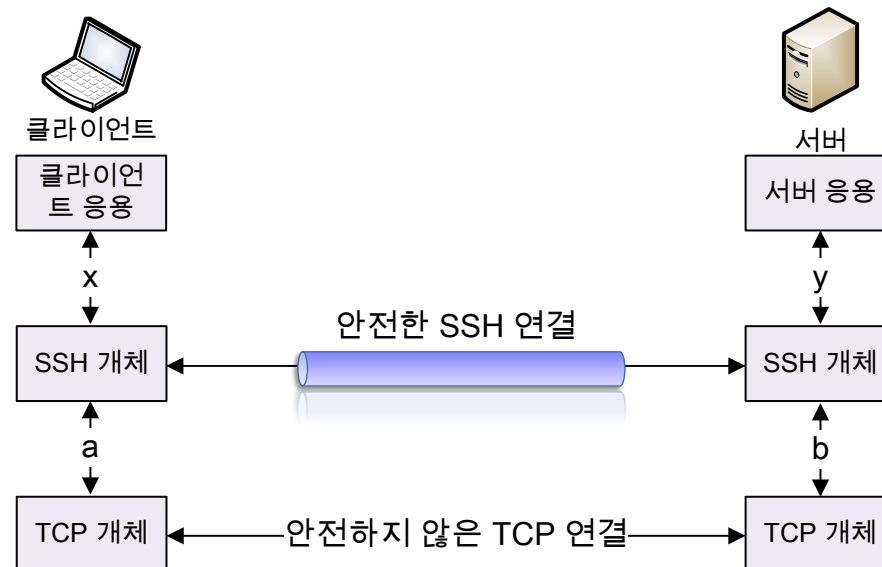 클라이언트
서버
클라이언
트 응용
서버 응용
x
y
안전한 SSH 연결
SSH 개체
SSH 개체
a
b
TCP 개체
안전하지 않은 TCP 연결
TCP 개체